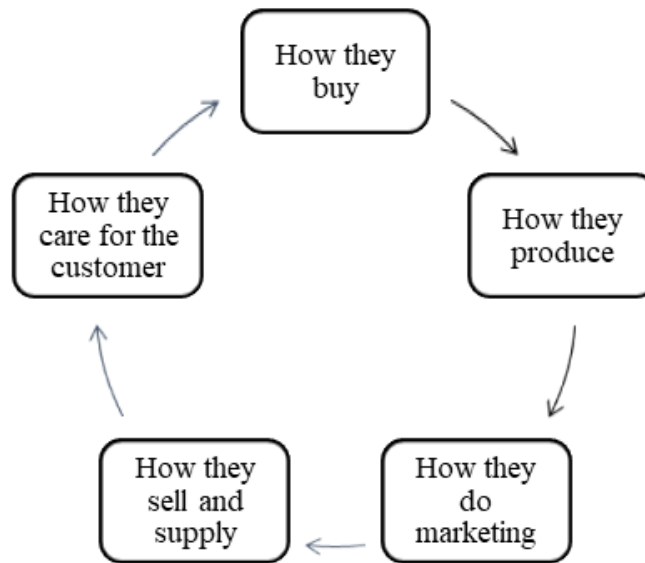 How they
buy
How they
produce
How they
do
marketing
How they
sell and
supply
How they
care for the
customer